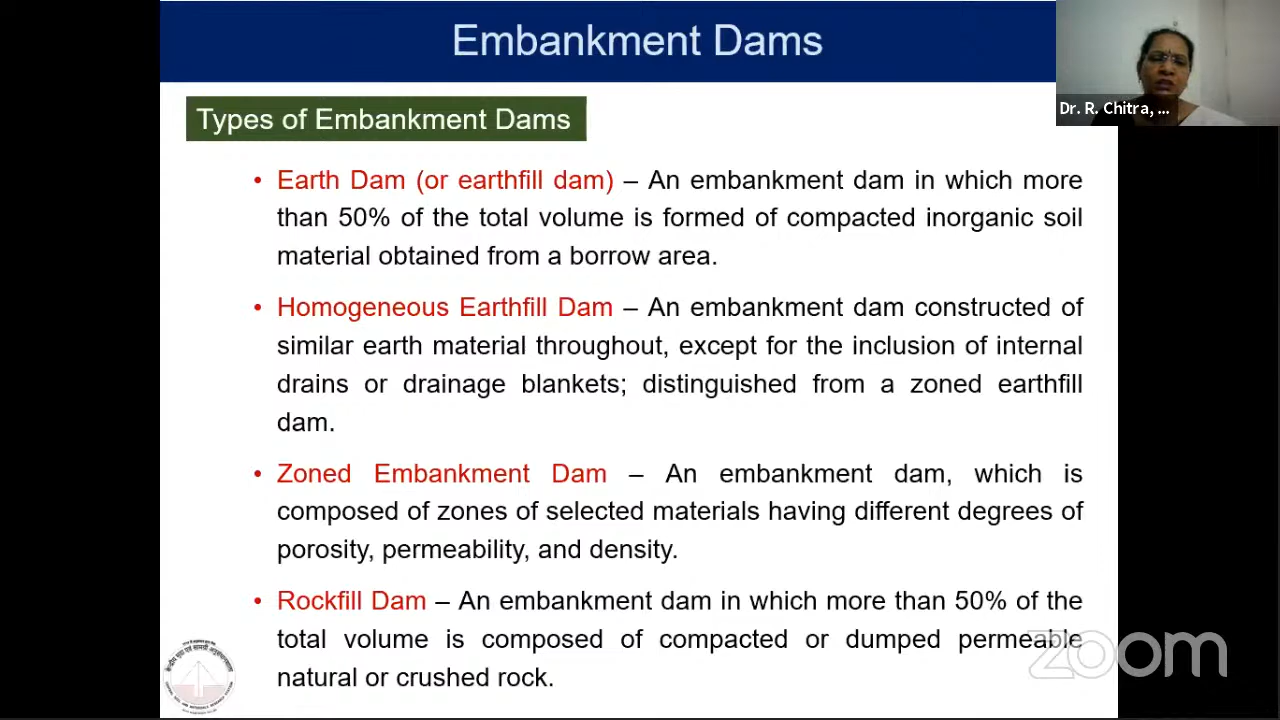 Embankment Dams
Dr. R. Chitra, ...
Types of Embankment Dams
• Earth Dam (or earthfill dam) – An embankment dam in which more
than 50% of the total volume is formed of compacted inorganic soil
material obtained from a borrow area.
• Homogeneous Earthfill Dam – An embankment dam constructed of
similar earth material throughout, except for the inclusion of internal
drains or drainage blankets; distinguished from a zoned earthfill
dam.
• Zoned Embankment Dam – An embankment dam, which is
composed of zones of selected materials having different degrees of
porosity, permeability, and density.
• Rockfill Dam – An embankment dam in which more than 50% of the
total volume is composed of compacted or dumped permeable
natural or crushed rock.
zoom